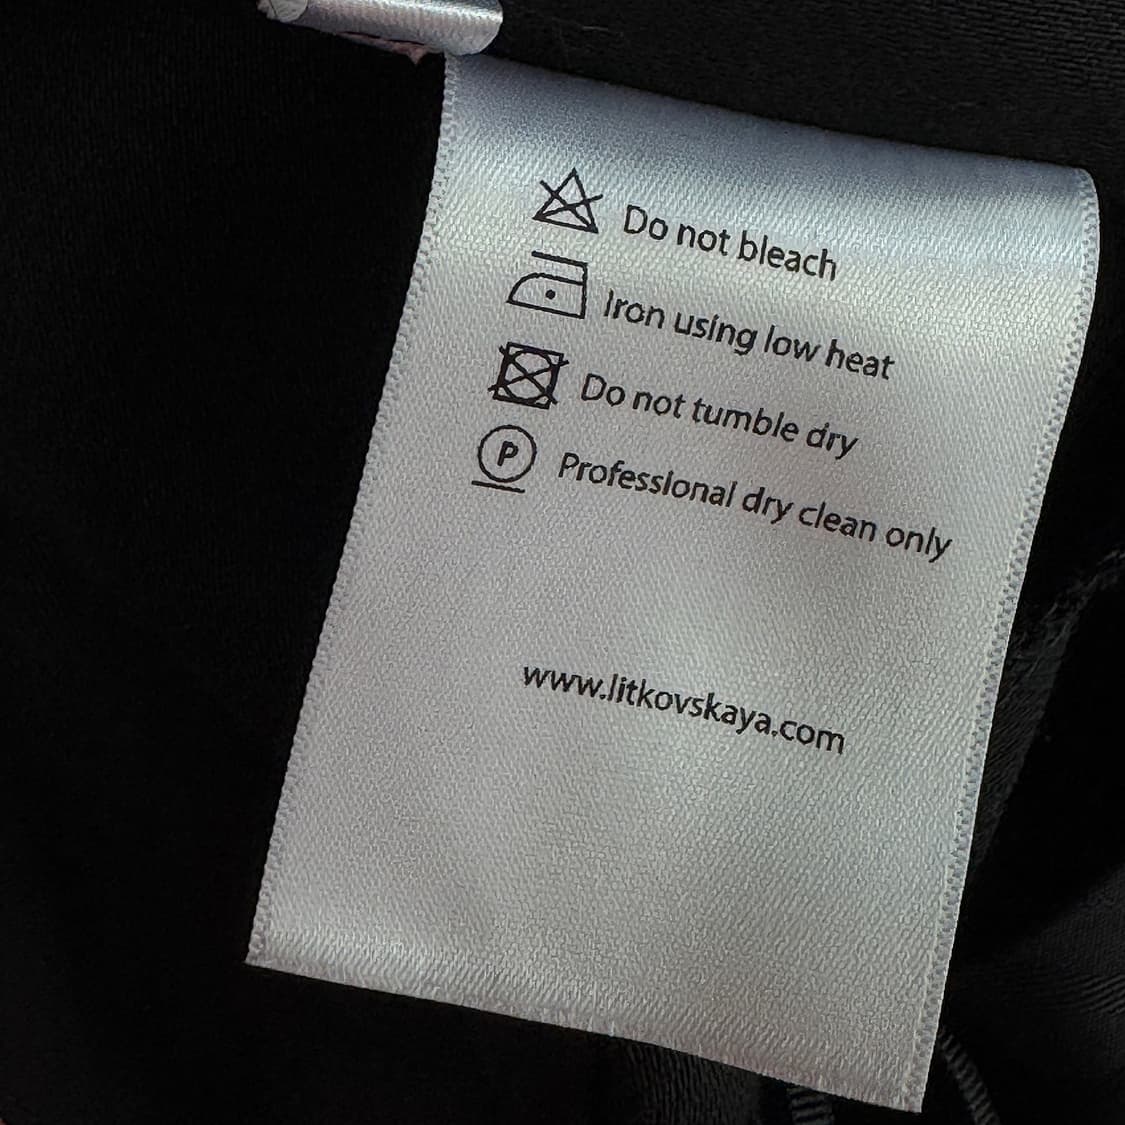 Do not bleach
Iron using low heat
Do not tumble dry
P Professional dry clean only
www.litkovskaya.com